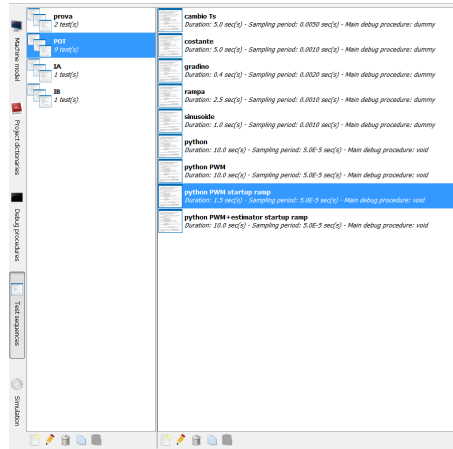 Machine model
Project dictionaries
Debug procedures
Test sequences
Simulation
prova
2 test(s)
POT
9 test(s)
IA
1 test(s)
IB
1 test(s)
cambio Ts
Duration: 5.0 sec(s) - Sampling period: 0.0050 sec(s) - Main debug procedure: dummy
costante
Duration: 5.0 sec(s) - Sampling period: 0.0010 sec(s) - Main debug procedure: dummy
gradino
Duration: 0.4 sec(s) - Sampling period: 0.0020 sec(s) - Main debug procedure: dummy
rampa
Duration: 2.5 sec(s) - Sampling period: 0.0010 sec(s) - Main debug procedure: dummy
sinusoide
Duration: 1.0 sec(s) - Sampling period: 0.0010 sec(s) - Main debug procedure: dummy
python
Duration: 10.0 sec(s) - Sampling period: 5.0E-5 sec(s) - Main debug procedure: void
python PWM
Duration: 10.0 sec(s) - Sampling period: 5.0E-5 sec(s) - Main debug procedure: void
python PWM startup ramp
Duration: 1.5 sec(s) - Sampling period: 5.0E-5 sec(s) - Main debug procedure: void
python PWM+estimator startup ramp
Duration: 10.0 sec(s) - Sampling period: 5.0E-5 sec(s) - Main debug procedure: void